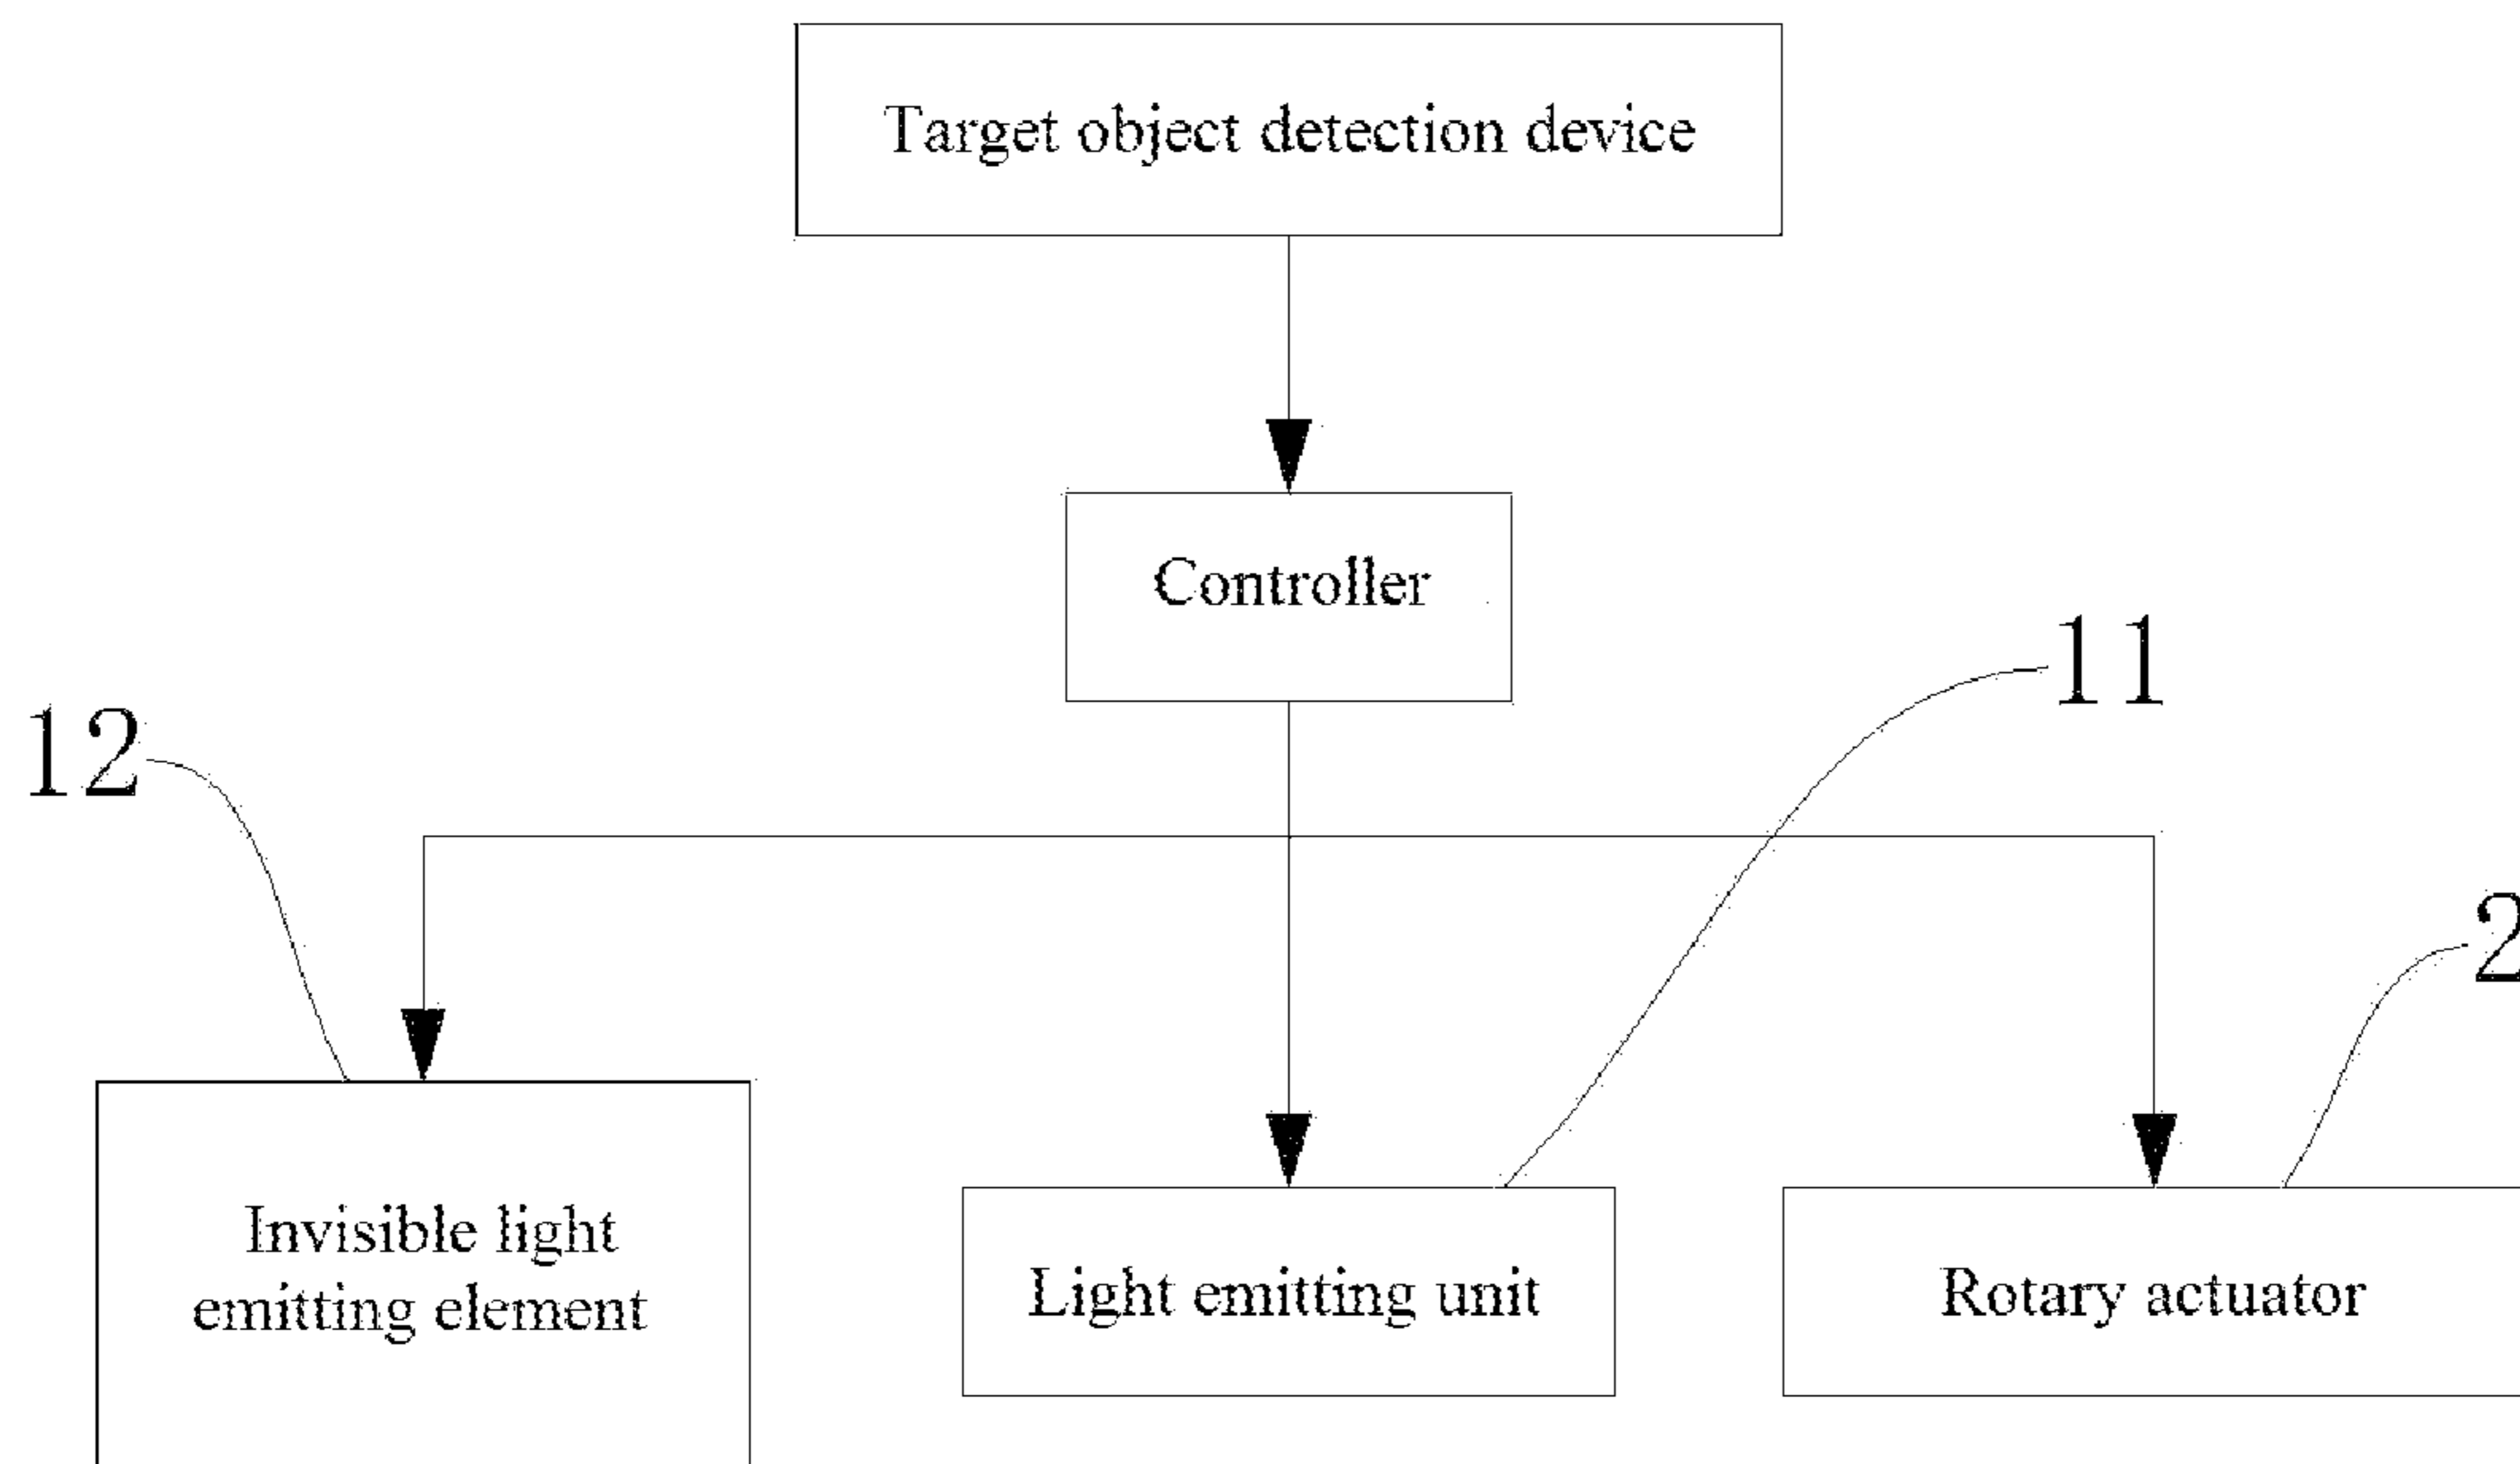 Target object detection device
Controller
11
12
2
Invisible light
emitting element
Light emitting unit
Rotary actuator